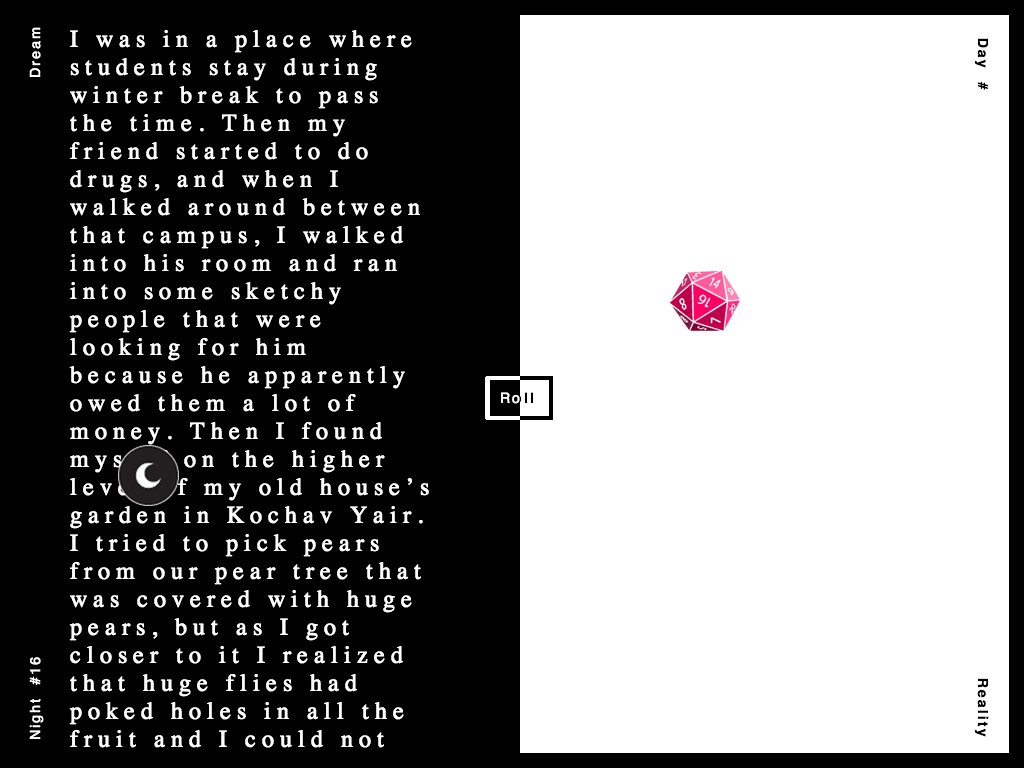 Dream
I was in a place where
students stay during
winter break to pass
the time. Then my
friend started to do
drugs, and when I
walked around between
that campus, I walked
into his room and ran
into some sketchy
people that were
looking for him
because he apparently
owed them a lot of
money. Then I found
on the higher
my old house’s
garden in Kochav Yair.
I tried to pick pears
from our pear tree that
was covered with huge
pears, but as I got
closer to it I realized
that huge flies had
poked holes in all the
fruit and I could not
Night #16
Roll
Day #
14
16
8
7
Reality